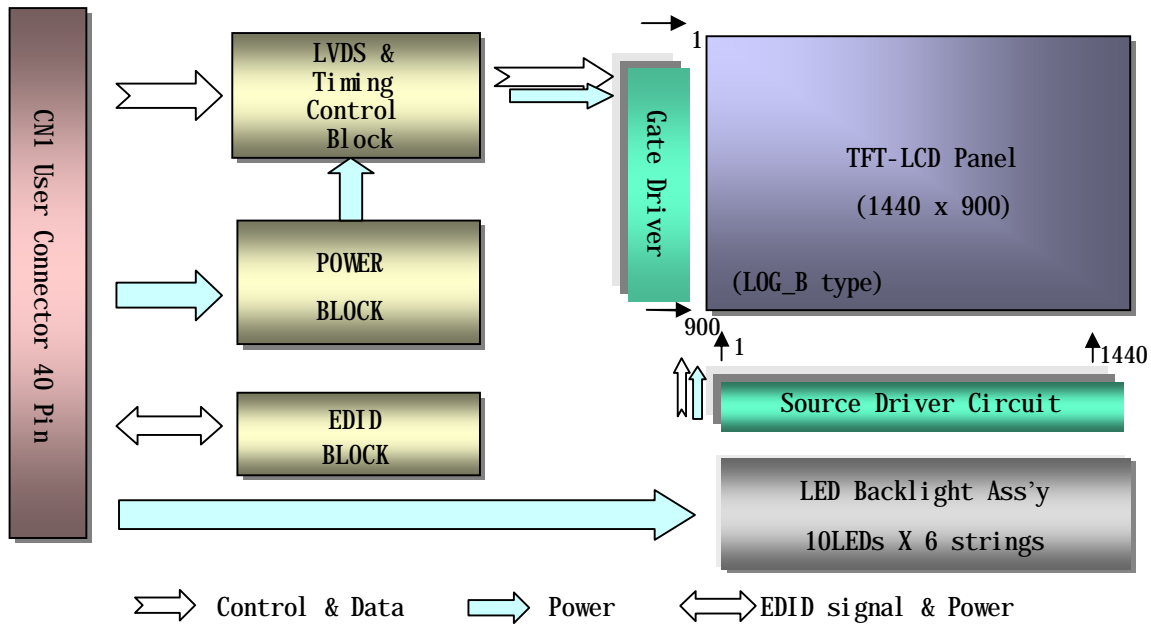 CN1 User Connector 40 Pin
LVDS &
Timing
Control
Block
POWER
BLOCK
EDID
BLOCK
Gate Driver
1
900
TFT-LCD Panel
(1440 x 900)
(LOG_B type)
1
1440
Source Driver Circuit
LED Backlight Ass'y
10LEDs X 6 strings
Control & Data
Power
EDID signal & Power